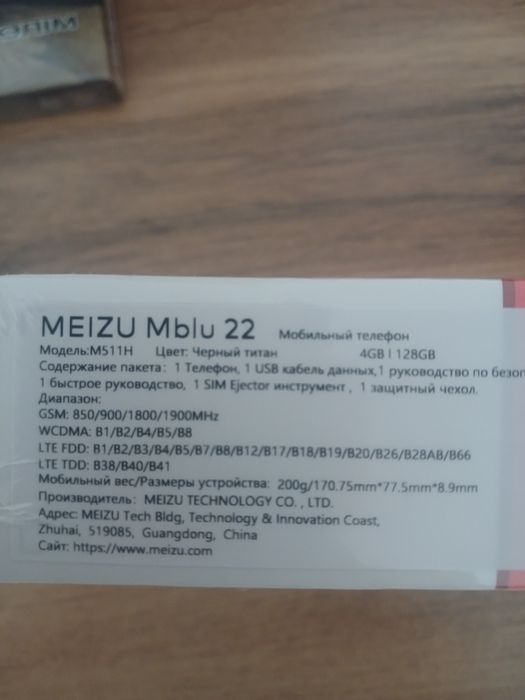 MEIZU Mblu 22 Мобильный телефон
Модель:M511H Цвет: Черный титан 4GB | 128GB
Содержание пакета: 1 Телефон, 1 USB кабель данных,1 руководство по безоп
1 быстрое руководство, 1 SIM Ejector инструмент , 1 защитный чехол.
Диапазон:
GSM: 850/900/1800/1900MHz
WCDMA: B1/B2/B4/B5/B8
LTE FDD: B1/B2/B3/B4/B5/B7/B8/B12/B17/B18/B19/B20/B26/B28AB/B66
LTE TDD: B38/B40/B41
Мобильный вес/Размеры устройства: 200g/170.75mm*77.5mm*8.9mm
Производитель: MEIZU TECHNOLOGY CO. , LTD.
Адрес: MEIZU Tech Bldg, Technology & Innovation Coast,
Zhuhai, 519085, Guangdong, China
Сайт: https://www.meizu.com